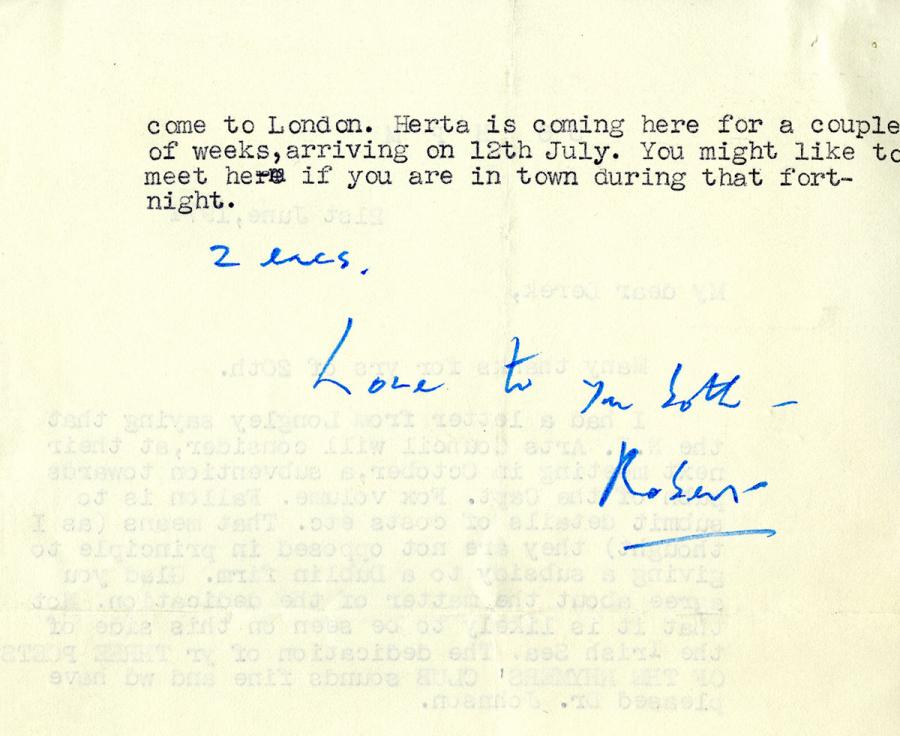 come to London. Herta is coming here for a couple
of weeks,arriving on 12th July. You might like to
meet her if you are in town during that fort-
night.
2 encs.
Love to you both –
Robert